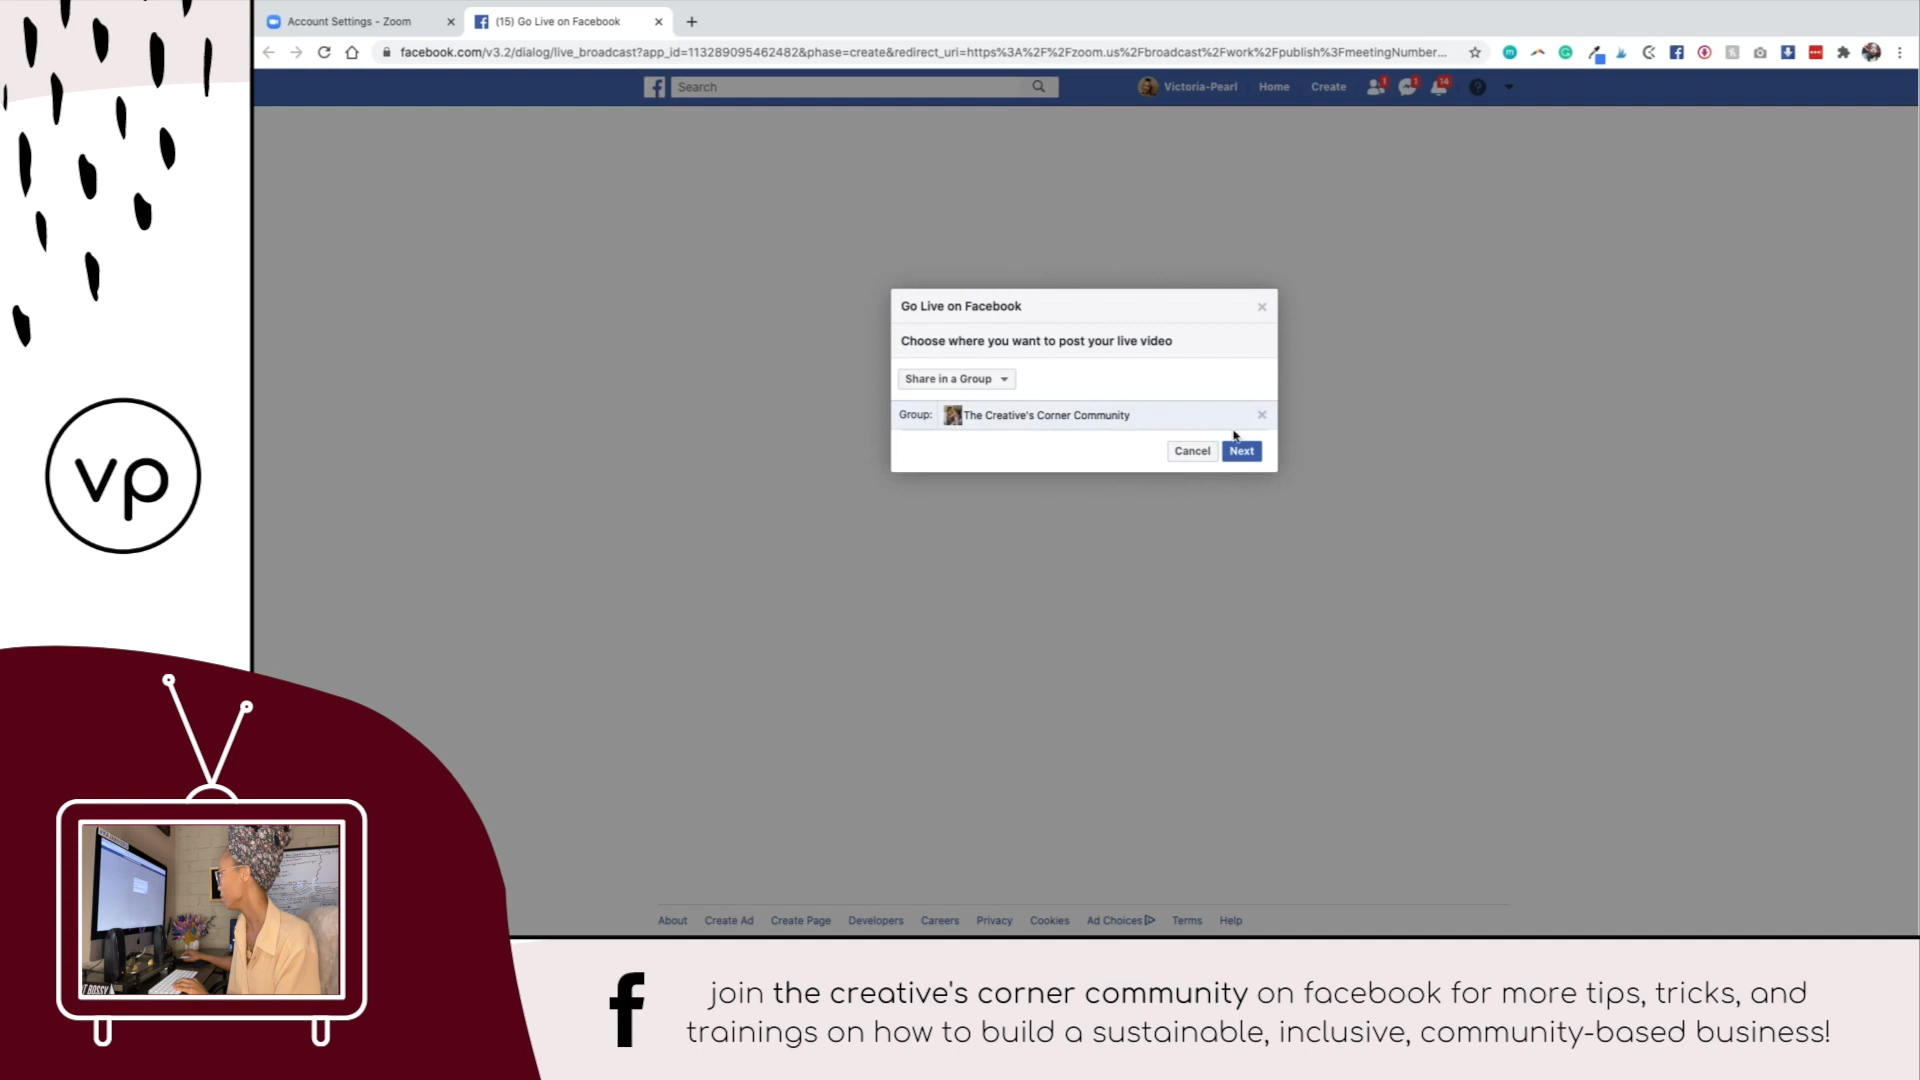 Account Settings - Zoom
(15) Go Live on Facebook
facebook.com/v3.2/dialog/live_broadcast?app_id=113289095462482&phase=create&redirect_uri=https%3A%2F%2Fzoom.us%2Fbroadcast%2Fwork%2Fpublish%3FmeetingNumber...
Search
Victoria-Pearl
Home
Create
1
1
14
Go Live on Facebook
Choose where you want to post your live video
Share in a Group
Group: The Creative's Corner Community
Cancel Next
vp
About Create Ad Create Page Developers Careers Privacy Cookies Ad Choices Terms Help
join the creative's corner community on facebook for more tips, tricks, and
trainings on how to build a sustainable, inclusive, community-based business!